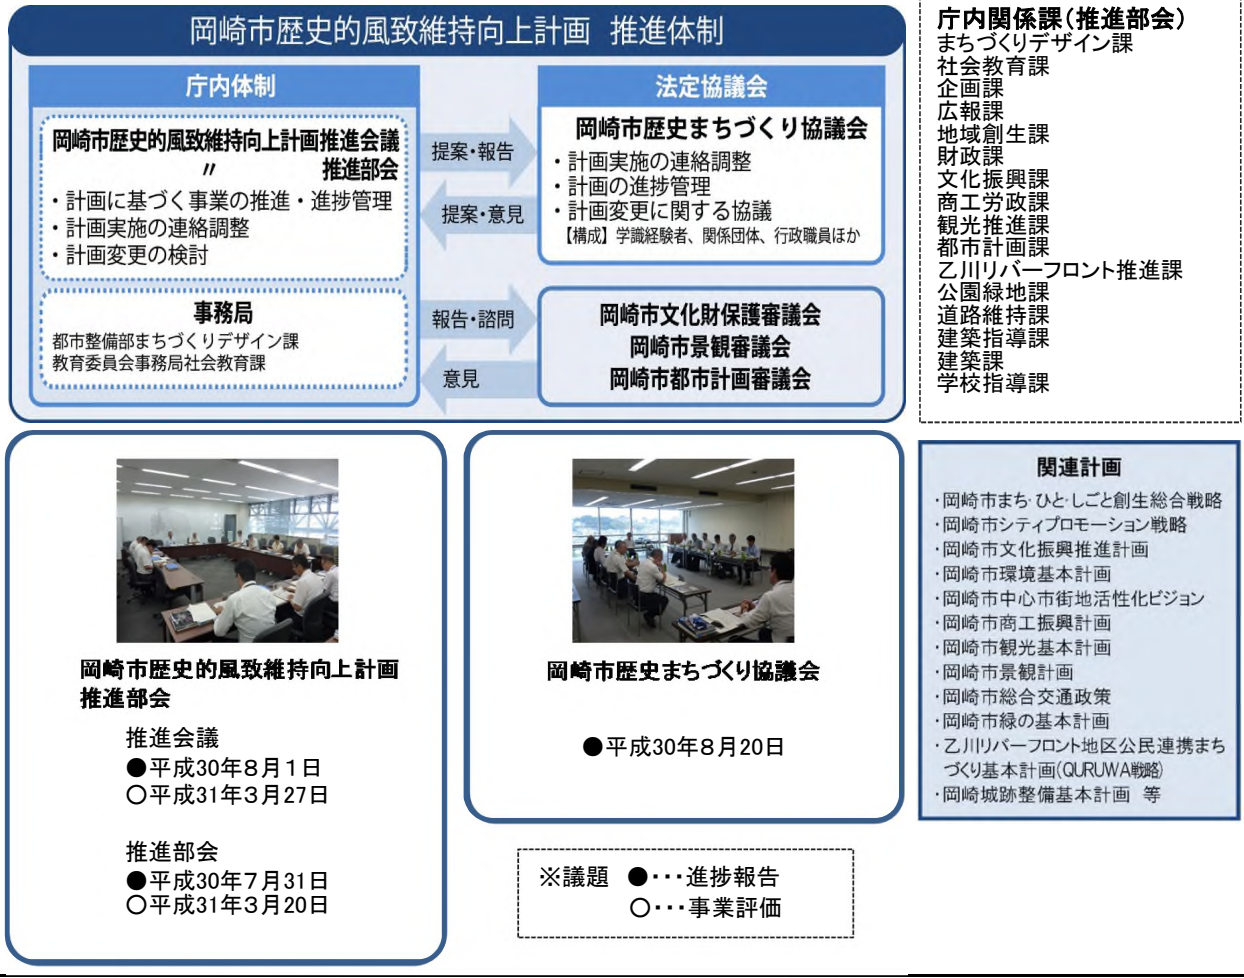 岡崎市歴史的風致維持向上計画 推進体制
庁内体制
岡崎市歴史的風致維持向上計画推進会議
〃 推進部会
・計画に基づく事業の推進・進捗管理
・計画実施の連絡調整
・計画変更の検討
事務局
都市整備部まちづくりデザイン課
教育委員会事務局社会教育課
提案・報告
提案・意見
報告・諮問
意見
法定協議会
岡崎市歴史まちづくり協議会
・計画実施の連絡調整
・計画の進捗管理
・計画変更に関する協議
【構成】学識経験者、関係団体、行政職員ほか
岡崎市文化財保護審議会
岡崎市景観審議会
岡崎市都市計画審議会
庁内関係課(推進部会)
まちづくりデザイン課
社会教育課
企画課
広報課
地域創生課
財政課
文化振興課
商工労政課
観光推進課
都市計画課
乙川リバーフロント推進課
公園緑地課
道路維持課
建築指導課
建築課
学校指導課
岡崎市歴史的風致維持向上計画
推進部会
推進会議
●平成30年8月1日
○平成31年3月27日
推進部会
●平成30年7月31日
○平成31年3月20日
岡崎市歴史まちづくり協議会
●平成30年8月20日
※議題 ●・・・進捗報告
○・・・事業評価
関連計画
・岡崎市まち・ひと・しごと創生総合戦略
・岡崎市シティプロモーション戦略
・岡崎市文化振興推進計画
・岡崎市環境基本計画
・岡崎市中心市街地活性化ビジョン
・岡崎市商工振興計画
・岡崎市観光基本計画
・岡崎市景観計画
・岡崎市総合交通政策
・岡崎市緑の基本計画
・乙川リバーフロント地区公民連携まち
づくり基本計画(QURUWA戦略)
・岡崎城跡整備基本計画 等